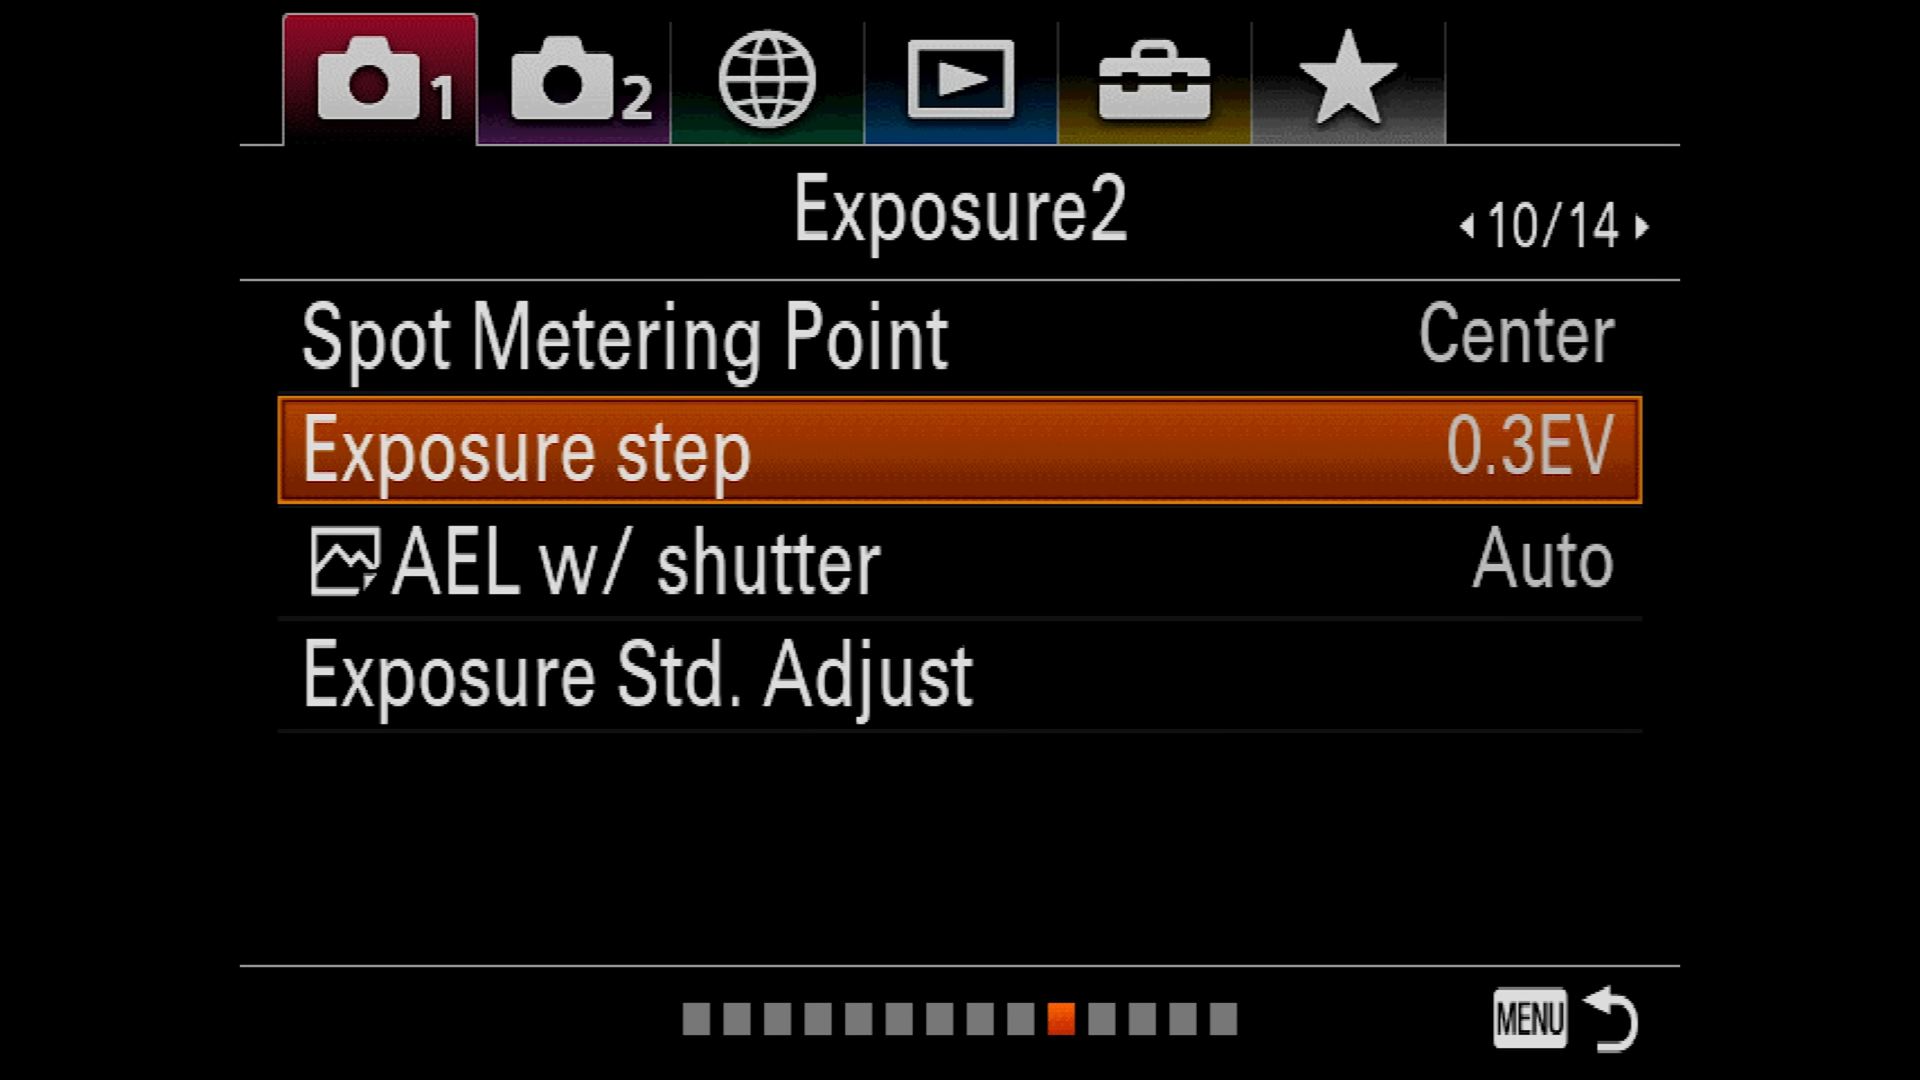 1 2
Exposure2
10/14
Spot Metering Point Center
Exposure step 0.3EV
AEL w/ shutter Auto
Exposure Std. Adjust
MENU